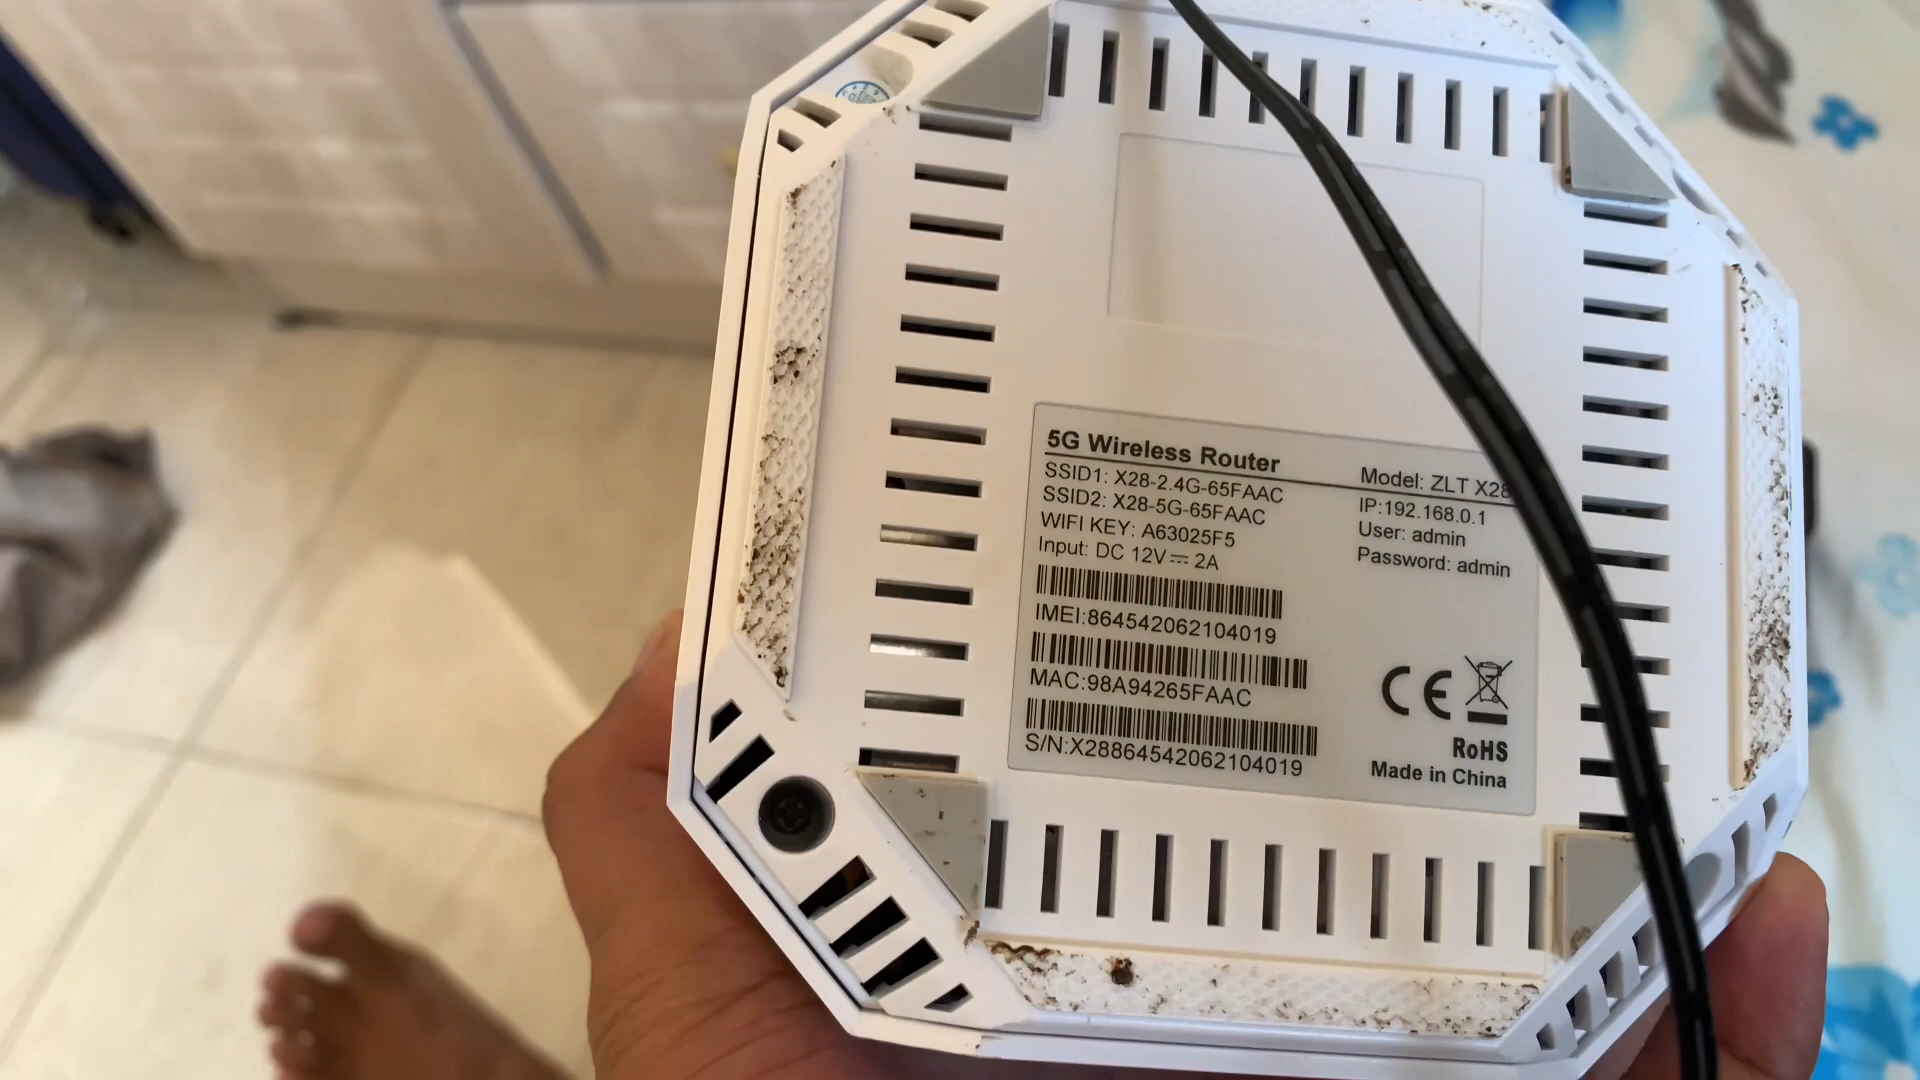 5G Wireless Router
SSID1: X28-2.4G-65FAAC
SSID2: X28-5G-65FAAC
WIFI KEY: A63025F5
Input: DC 12V⎓2A
IMEI:864542062104019
MAC:98A94265FAAC
S/N:X28864542062104019
Model: ZLT X28
IP:192.168.0.1
User: admin
Password: admin
CE
RoHS
Made in China